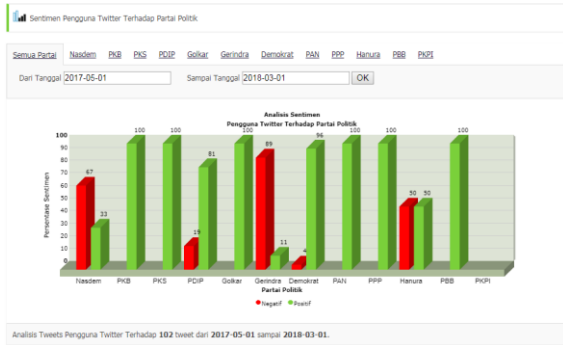 Sentimen Pengguna Twitter Terhadap Partai Politik
Semua Partai Nasdem PKB PKS PDIP Golkar Gerindra Demokrat PAN PPP Hanura PBB PKPI
Dari Tanggal 2017-05-01 Sampai Tanggal 2018-03-01 OK
Analisis Sentimen
Pengguna Twitter Terhadap Partai Politik
100 100 100 100 100 100 100
90 89 96
80 81
70 67
60
50 50 50
40
30 33
20 19
10 11 4
0
Persentase Sentimen
Nasdem PKB PKS PDIP Golkar Gerindra Demokrat PAN PPP Hanura PBB PKPI
Partai Politik
Negatif Positif
Analisis Tweets Pengguna Twitter Terhadap 102 tweet dari 2017-05-01 sampai 2018-03-01.